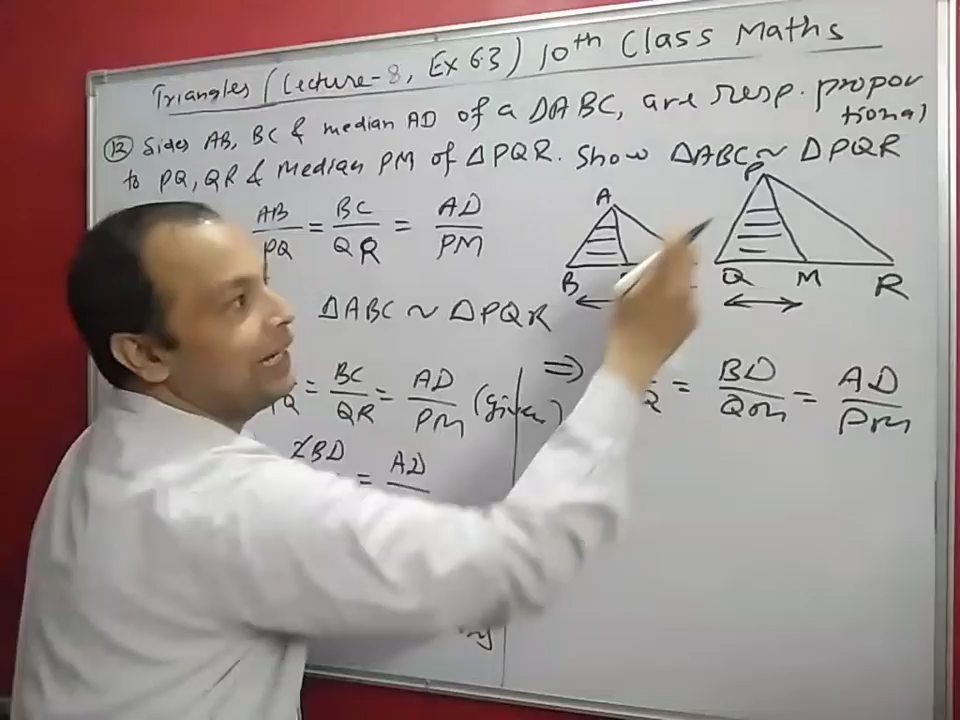 Triangles (Lecture-8, Ex 6.3) 10th Class Maths
(12) Sides AB, BC & median AD of a ΔABC, are resp. propor
tional
to PQ, QR & median PM of ΔPQR. Show ΔABC ~ ΔPQR
AB/PQ = BC/QR = AD/PM
A
B
P
Q M R
ΔABC ~ ΔPQR
= BC/QR = AD/PM (given)
2BD = AD
⇒ = BD/QM = AD/PM